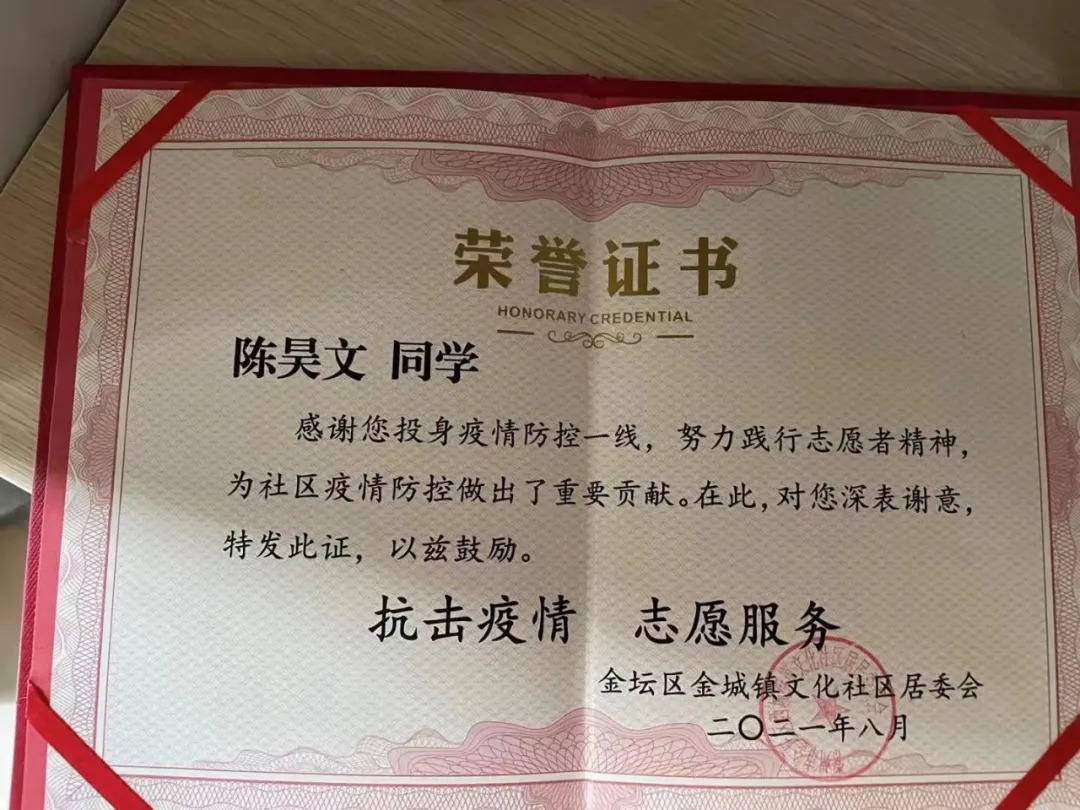 荣誉证书
HONORARY CREDENTIAL
陈昊文 同学
感谢您投身疫情防控一线，努力践行志愿者精神，
为社区疫情防控做出了重要贡献。在此，对您深表谢意，
特发此证，以兹鼓励。
抗击疫情 志愿服务
金坛区金城镇文化社区居委会
二〇二一年八月